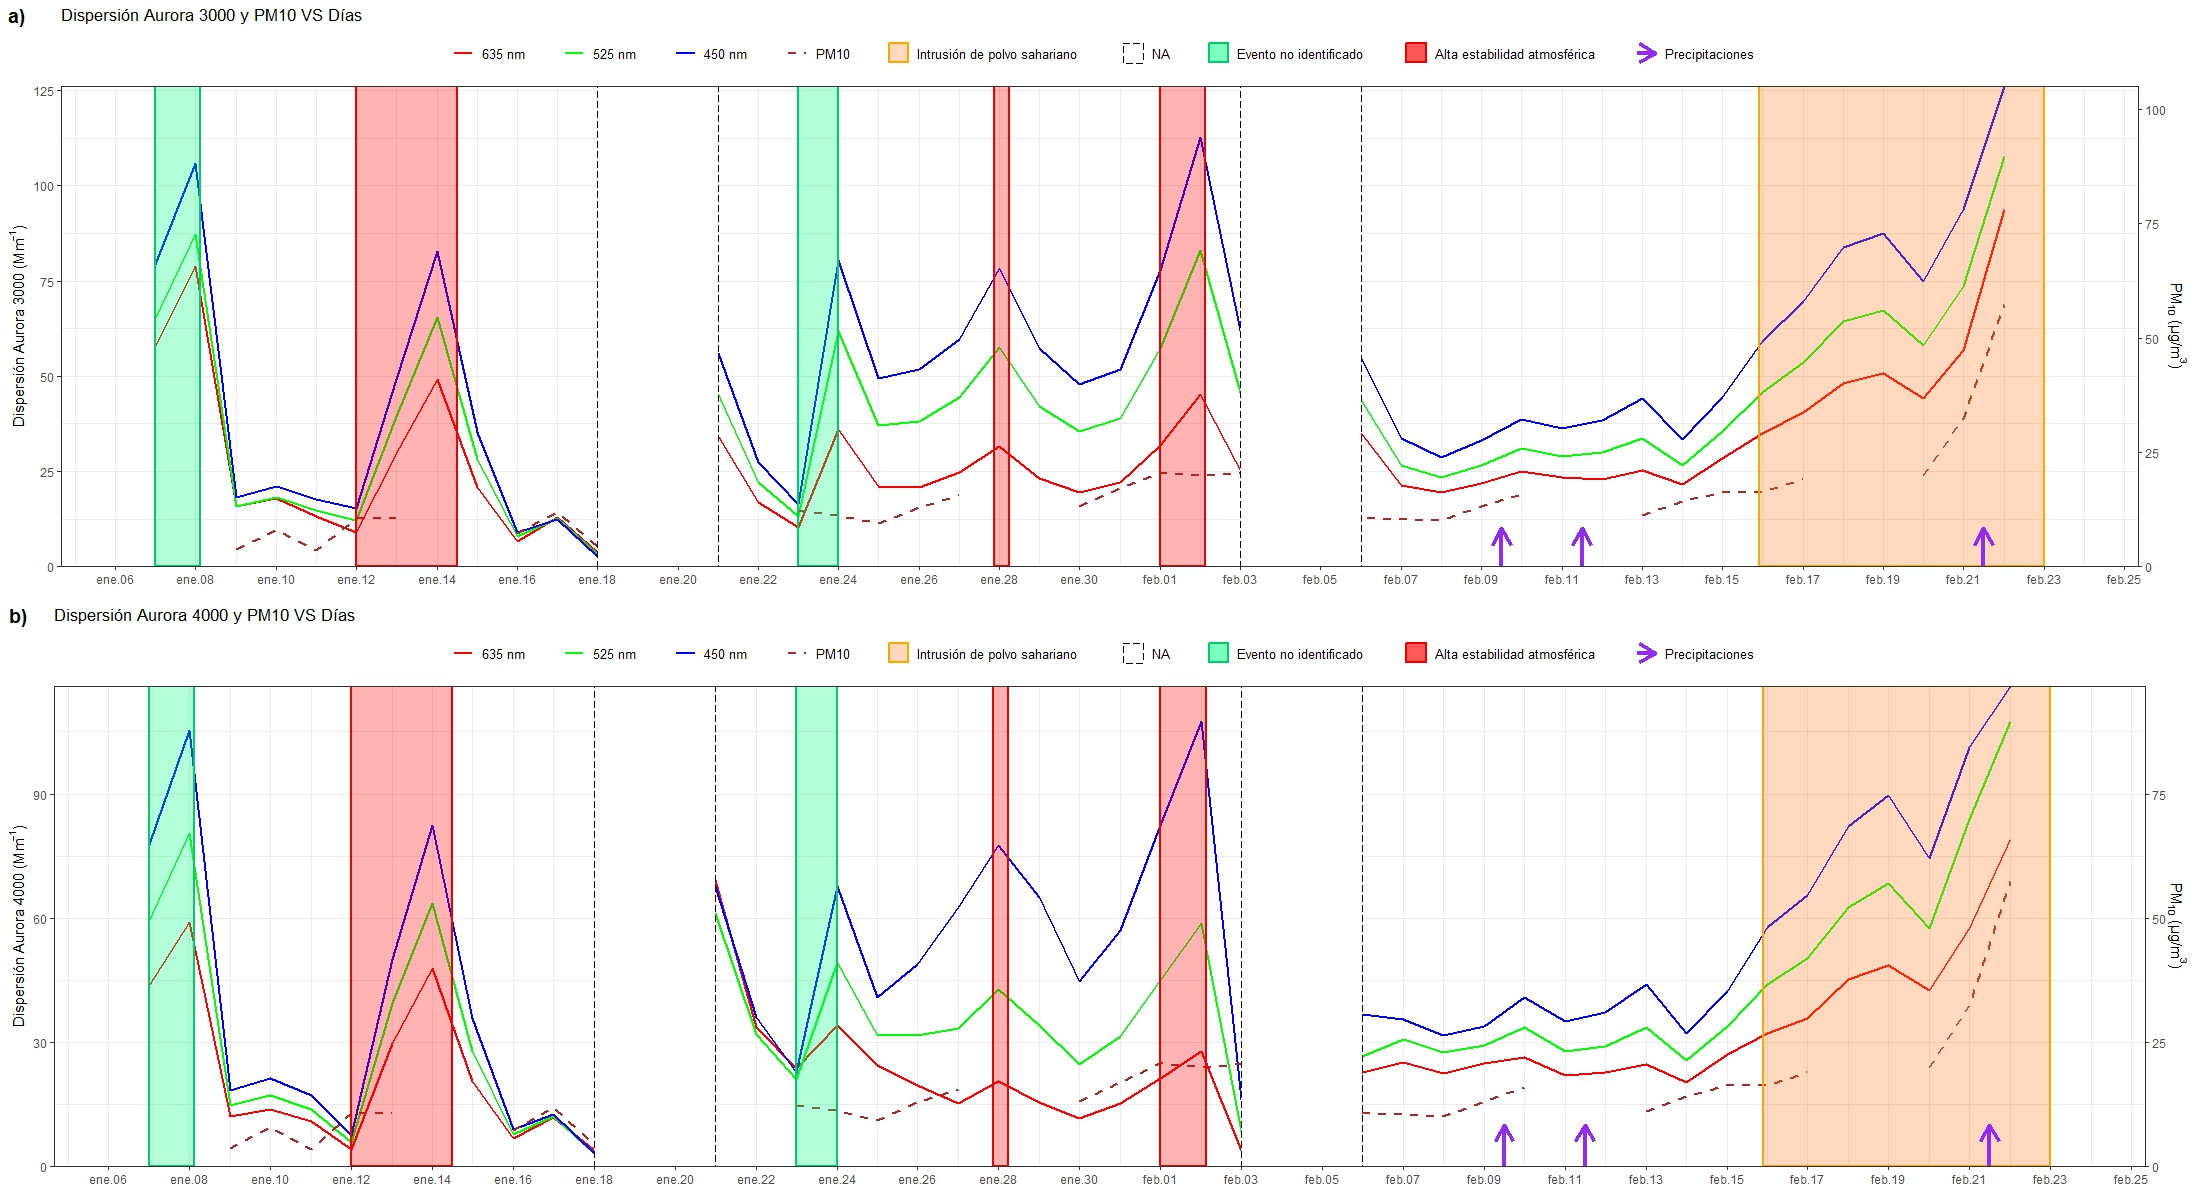 a) Dispersión Aurora 3000 y PM10 VS Días
635 nm 525 nm 450 nm PM10 Intrusión de polvo sahariano NA Evento no identificado Alta estabilidad atmosférica Precipitaciones
Dispersión Aurora 3000 (Mm⁻¹)
125
100
75
50
25
0
100
75
50
25
0
PM₁₀ (µg/m³)
ene.06 ene.08 ene.10 ene.12 ene.14 ene.16 ene.18 ene.20 ene.22 ene.24 ene.26 ene.28 ene.30 feb.01 feb.03 feb.05 feb.07 feb.09 feb.11 feb.13 feb.15 feb.17 feb.19 feb.21 feb.23 feb.25
b) Dispersión Aurora 4000 y PM10 VS Días
635 nm 525 nm 450 nm PM10 Intrusión de polvo sahariano NA Evento no identificado Alta estabilidad atmosférica Precipitaciones
Dispersión Aurora 4000 (Mm⁻¹)
90
60
30
0
75
50
25
0
PM₁₀ (µg/m³)
ene.06 ene.08 ene.10 ene.12 ene.14 ene.16 ene.18 ene.20 ene.22 ene.24 ene.26 ene.28 ene.30 feb.01 feb.03 feb.05 feb.07 feb.09 feb.11 feb.13 feb.15 feb.17 feb.19 feb.21 feb.23 feb.25